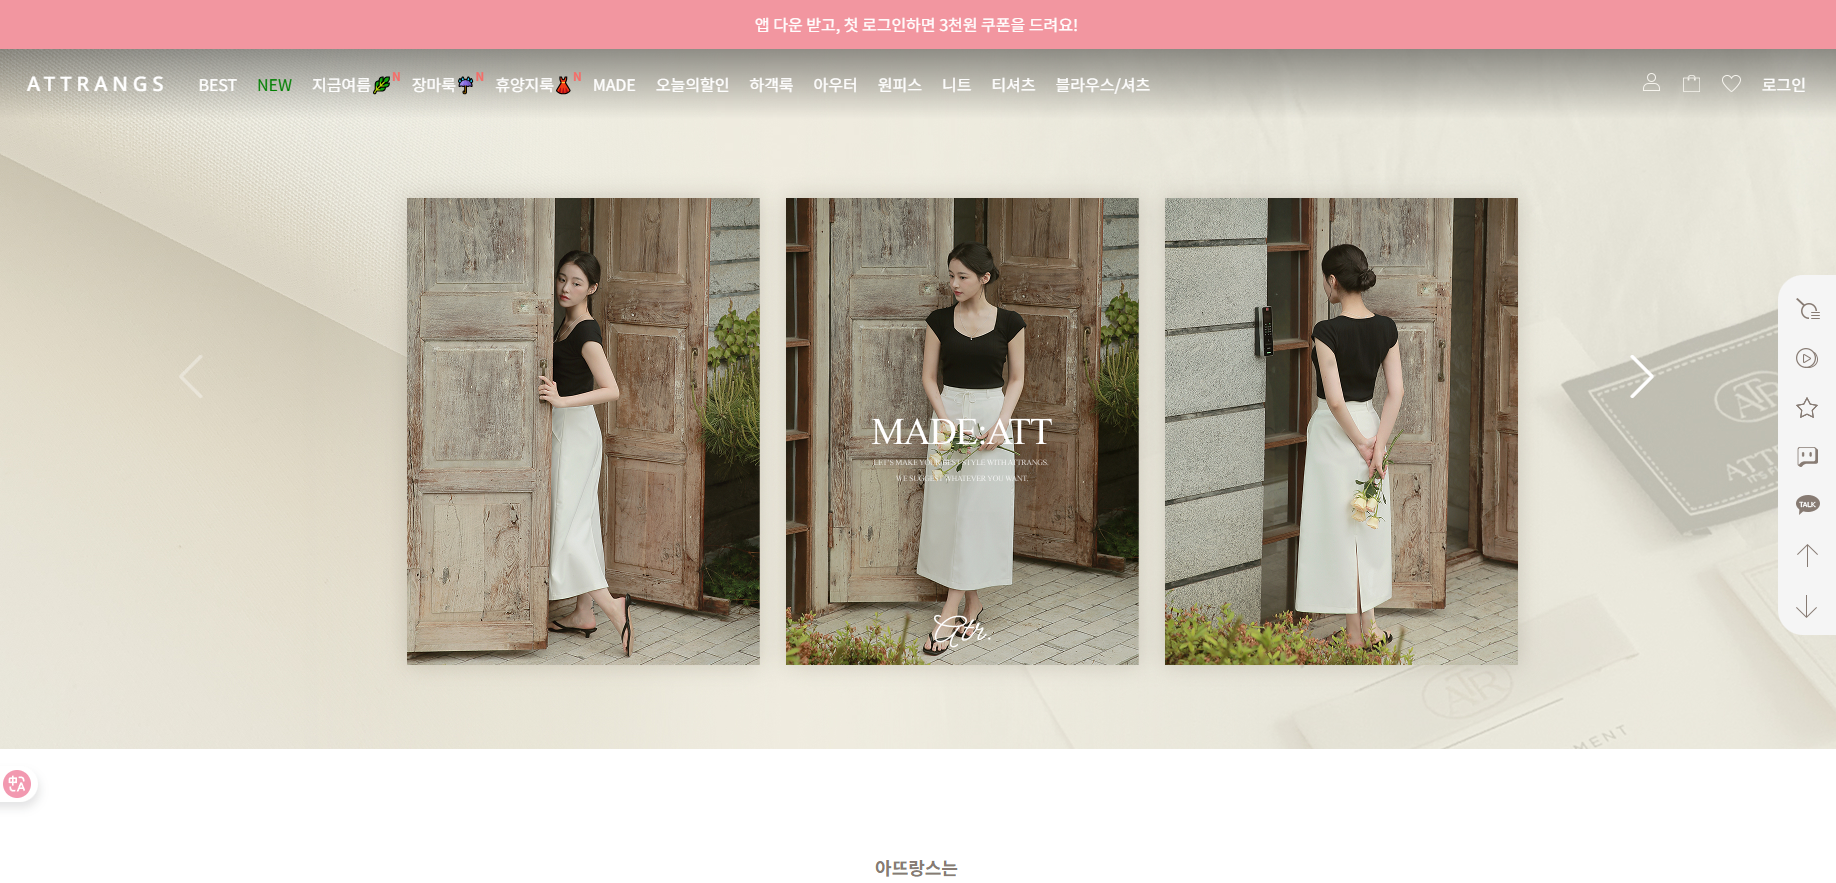 앱 다운 받고, 첫 로그인하면 3천원 쿠폰을 드려요!
ATTRANGS BEST NEW 지금여름 N 장마룩 N 휴양지룩 N MADE 오늘의할인 하객룩 아우터 원피스 니트 티셔츠 블라우스/셔츠 로그인
MADE:ATT
LET'S MAKE YOUR BEST STYLE WITH ATTRANGS.
WE SUGGEST WHATEVER YOU WANT.
Atr.
ATR
TALK
ATR
MENT
아뜨랑스는